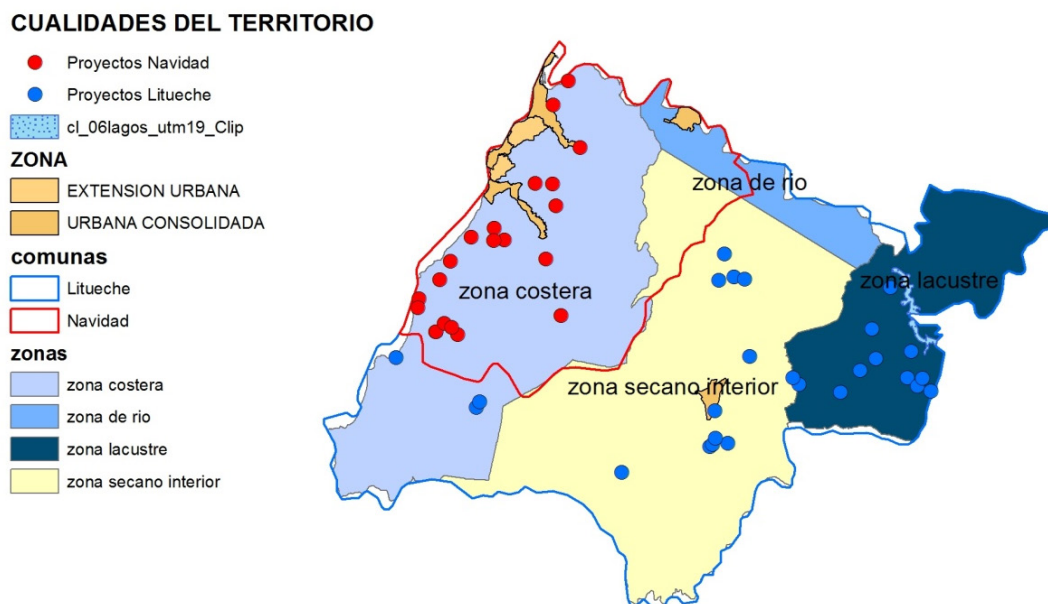 CUALIDADES DEL TERRITORIO
Proyectos Navidad
Proyectos Litueche
cl_06lagos_utm19_Clip
ZONA
EXTENSION URBANA
URBANA CONSOLIDADA
comunas
Litueche
Navidad
zonas
zona costera
zona de rio
zona lacustre
zona secano interior
zona de rio
zona lacustre
zona costera
zona secano interior